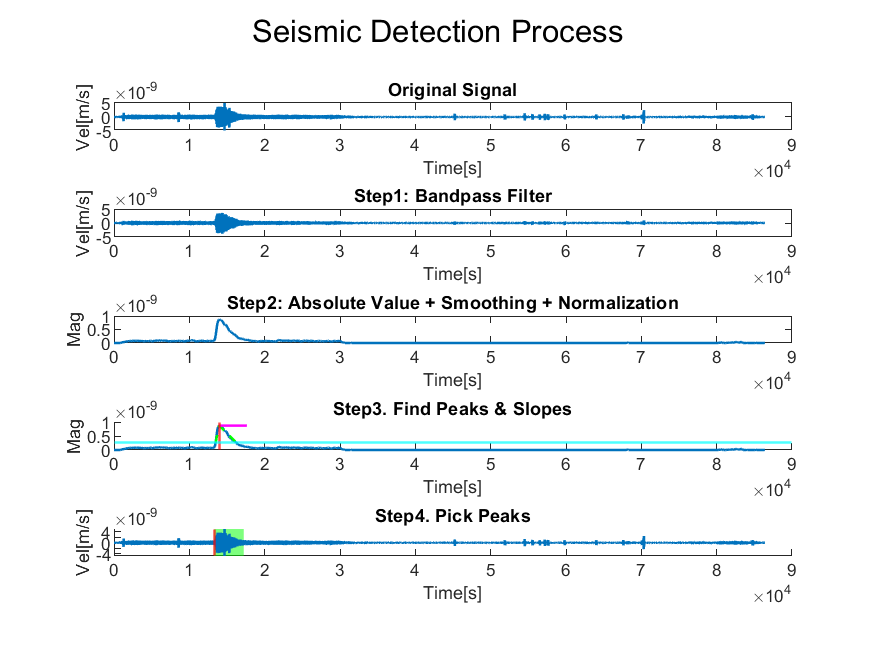 Seismic Detection Process
×10-9
Original Signal
Vel[m/s]
5
0
-5
0 1 2 3 4 5 6 7 8 9
Time[s]
×104
×10-9
Step1: Bandpass Filter
Vel[m/s]
5
0
-5
0 1 2 3 4 5 6 7 8 9
Time[s]
×104
×10-9
Step2: Absolute Value + Smoothing + Normalization
Mag
1
0.5
0
0 1 2 3 4 5 6 7 8 9
Time[s]
×104
×10-9
Step3. Find Peaks & Slopes
Mag
1
0.5
0
0 1 2 3 4 5 6 7 8 9
Time[s]
×104
×10-9
Step4. Pick Peaks
Vel[m/s]
4
0
-4
0 1 2 3 4 5 6 7 8 9
Time[s]
×104